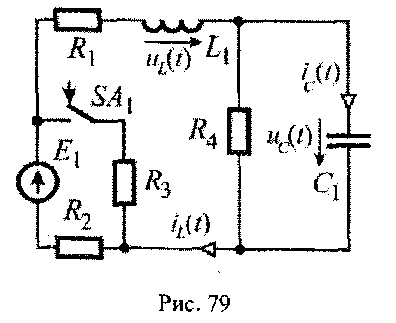 R1
L1
uL(t)
iC(t)
SA1
R4
uC(t)
E1
R3
C1
R2
iL(t)
Рис. 79